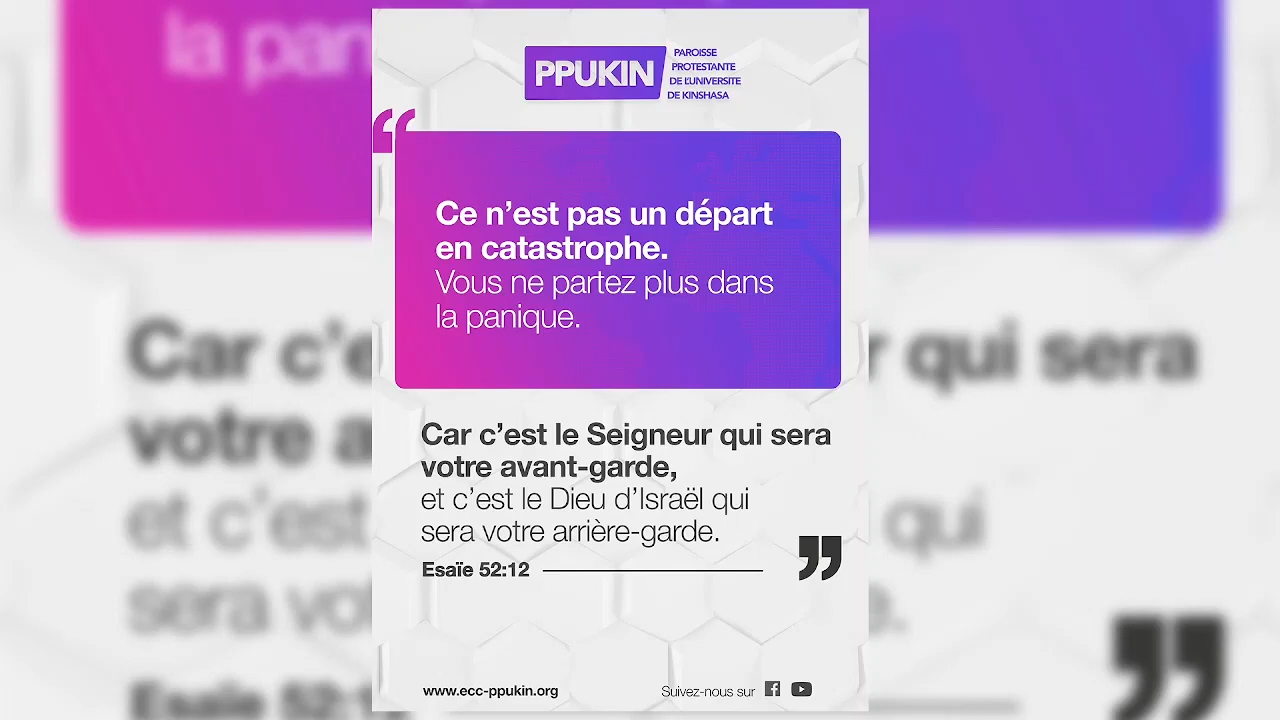 PPUKIN
PAROISSE
PROTESTANTE
DE L'UNIVERSITE
DE KINSHASA
“
Ce n’est pas un départ
en catastrophe.
Vous ne partez plus dans
la panique.
Car c’est le Seigneur qui sera
votre avant-garde,
et c’est le Dieu d’Israël qui
sera votre arrière-garde.
”
Esaïe 52:12
www.ecc-ppukin.org
Suivez-nous sur